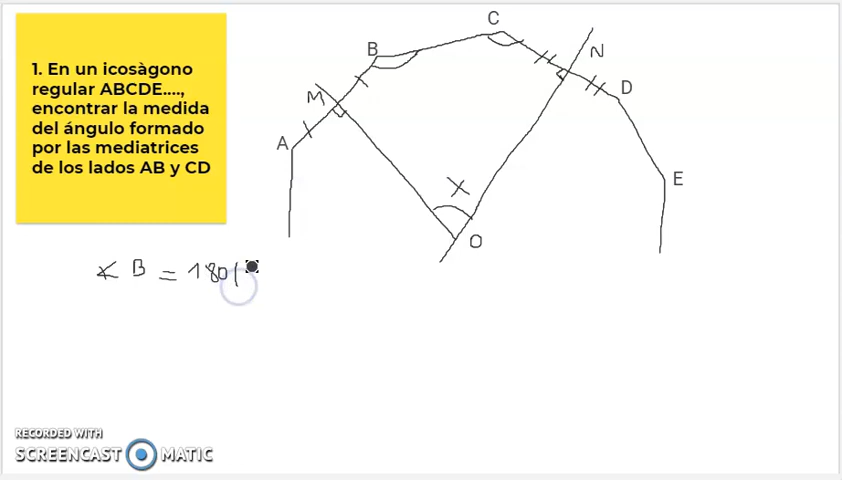 1. En un icosàgono
regular ABCDE....,
encontrar la medida
del ángulo formado
por las mediatrices
de los lados AB y CD
C
B
N
M
D
A
E
X
O
∢ B = 180(
RECORDED WITH
SCREENCAST MATIC